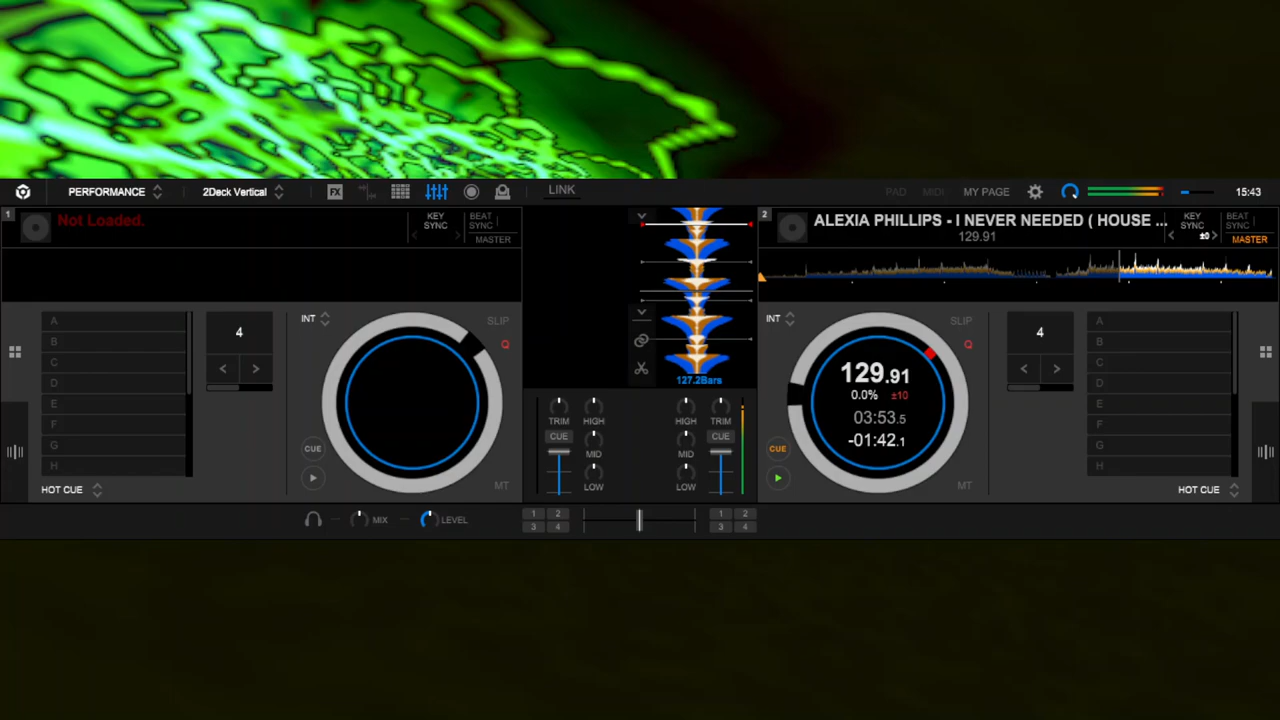 PERFORMANCE
2Deck Vertical
FX
LINK
PAD
MIDI
MY PAGE
15:43
1
Not Loaded.
KEY SYNC
BEAT SYNC
MASTER
2
ALEXIA PHILLIPS - I NEVER NEEDED ( HOUSE ...
129.91
KEY SYNC
±0
BEAT SYNC
MASTER
A
B
C
D
E
F
G
H
HOT CUE
4
INT
SLIP
Q
CUE
MT
127.2Bars
TRIM
HIGH
CUE
MID
LOW
HIGH
TRIM
CUE
MID
LOW
INT
SLIP
Q
129.91
0.0%
±10
03:53.5
-01:42.1
CUE
MT
4
A
B
C
D
E
F
G
H
HOT CUE
MIX
LEVEL
1 2
3 4
1 2
3 4